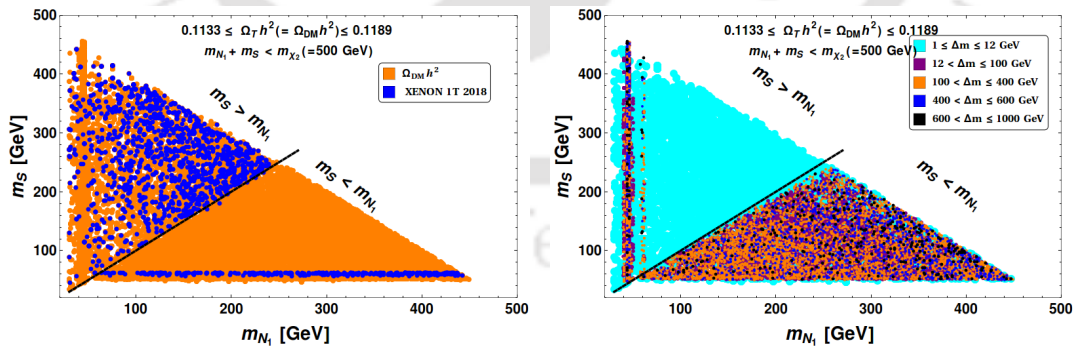 0.1133 ≤ Ω_T h²(= Ω_DM h²) ≤ 0.1189
m_N₁ + m_S < m_χ₂ (=500 GeV)
Ω_DM h²
XENON 1T 2018
m_S > m_N₁
m_S < m_N₁
400
300
200
100
m_S [GeV]
100 200 300 400 500
m_N₁ [GeV]
0.1133 ≤ Ω_T h²(= Ω_DM h²) ≤ 0.1189
m_N₁ + m_S < m_χ₂ (=500 GeV)
1 ≤ Δm ≤ 12 GeV
12 < Δm ≤ 100 GeV
100 < Δm ≤ 400 GeV
400 < Δm ≤ 600 GeV
600 < Δm ≤ 1000 GeV
m_S > m_N₁
m_S < m_N₁
400
300
200
100
m_S [GeV]
100 200 300 400 500
m_N₁ [GeV]